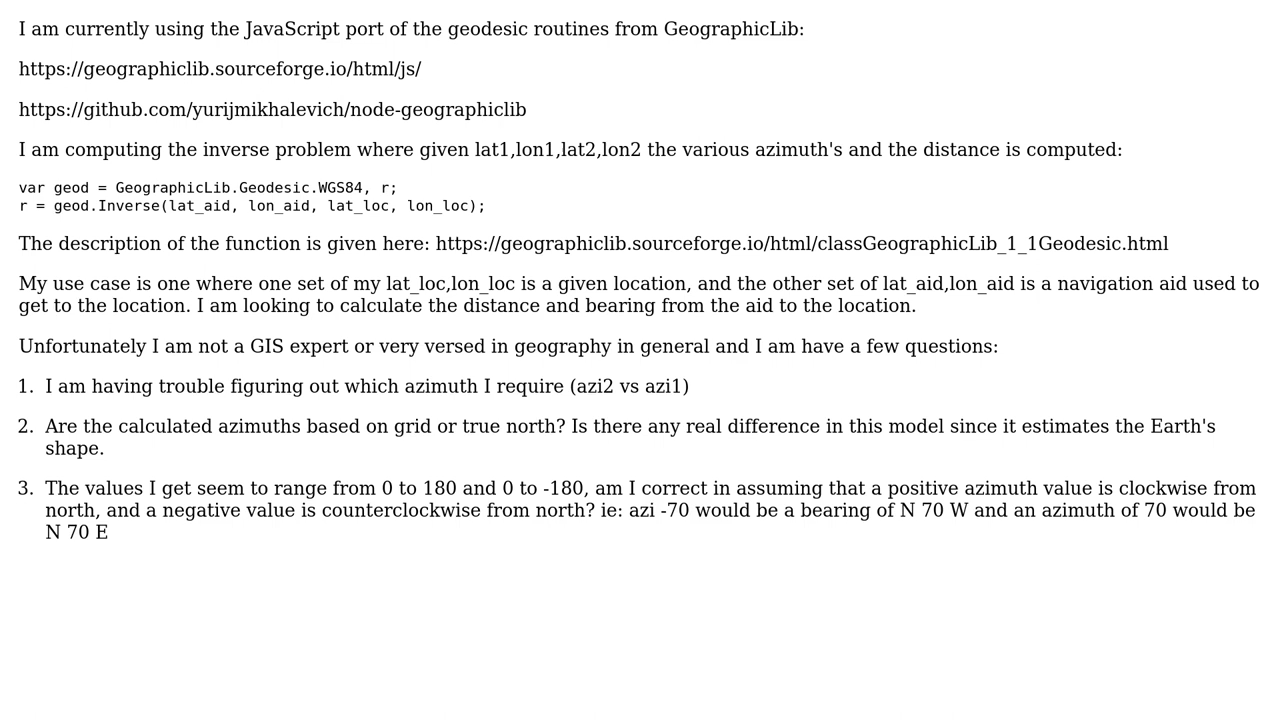 I am currently using the JavaScript port of the geodesic routines from GeographicLib:
https://geographiclib.sourceforge.io/html/js/
https://github.com/yurijmikhalevich/node-geographiclib
I am computing the inverse problem where given lat1,lon1,lat2,lon2 the various azimuth's and the distance is computed:
var geod = GeographicLib.Geodesic.WGS84, r;
r = geod.Inverse(lat_aid, lon_aid, lat_loc, lon_loc);
The description of the function is given here: https://geographiclib.sourceforge.io/html/classGeographicLib_1_1Geodesic.html
My use case is one where one set of my lat_loc,lon_loc is a given location, and the other set of lat_aid,lon_aid is a navigation aid used to
get to the location. I am looking to calculate the distance and bearing from the aid to the location.
Unfortunately I am not a GIS expert or very versed in geography in general and I am have a few questions:
1. I am having trouble figuring out which azimuth I require (azi2 vs azi1)
2. Are the calculated azimuths based on grid or true north? Is there any real difference in this model since it estimates the Earth's
shape.
3. The values I get seem to range from 0 to 180 and 0 to -180, am I correct in assuming that a positive azimuth value is clockwise from
north, and a negative value is counterclockwise from north? ie: azi -70 would be a bearing of N 70 W and an azimuth of 70 would be
N 70 E